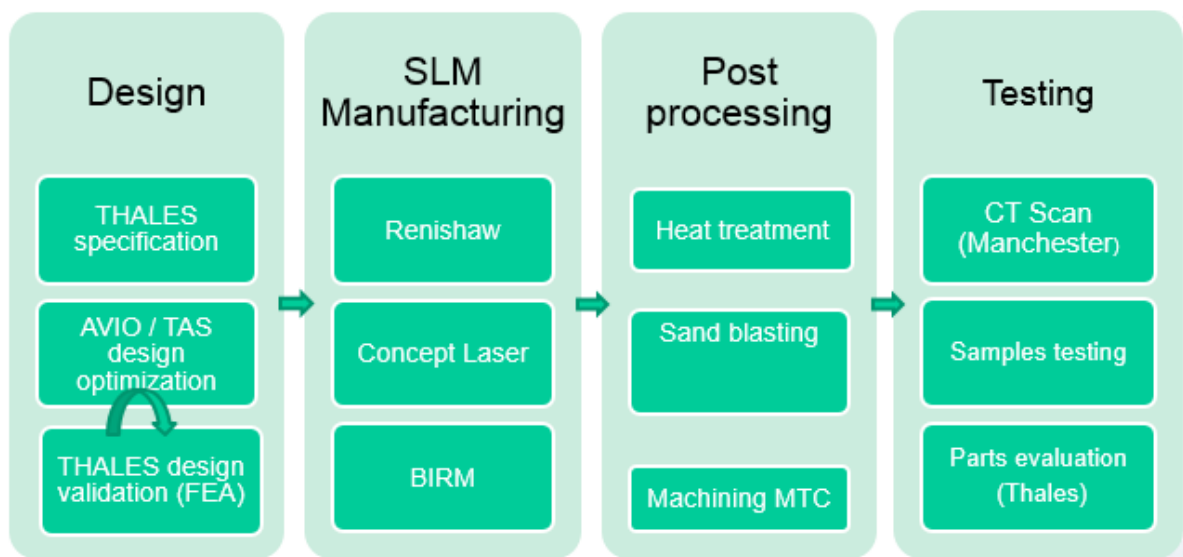 Design
THALES
specification
AVIO / TAS
design
optimization
THALES design
validation (FEA)
SLM
Manufacturing
Renishaw
Concept Laser
BIRM
Post
processing
Heat treatment
Sand blasting
Machining MTC
Testing
CT Scan
(Manchester)
Samples testing
Parts evaluation
(Thales)